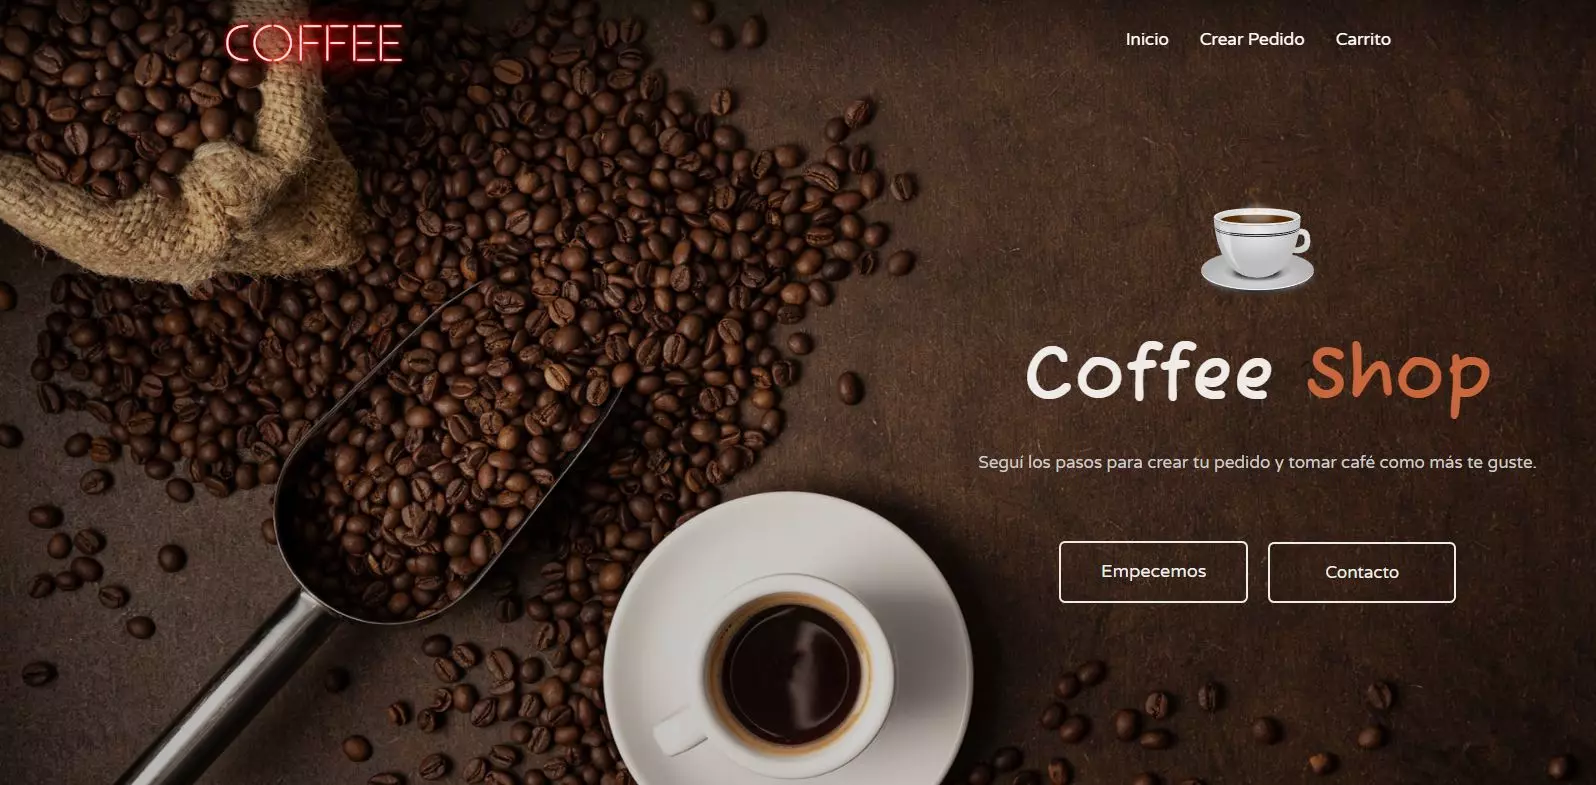 COFFEE
Inicio Crear Pedido Carrito
Coffee Shop
Seguí los pasos para crear tu pedido y tomar café como más te guste.
Empecemos Contacto